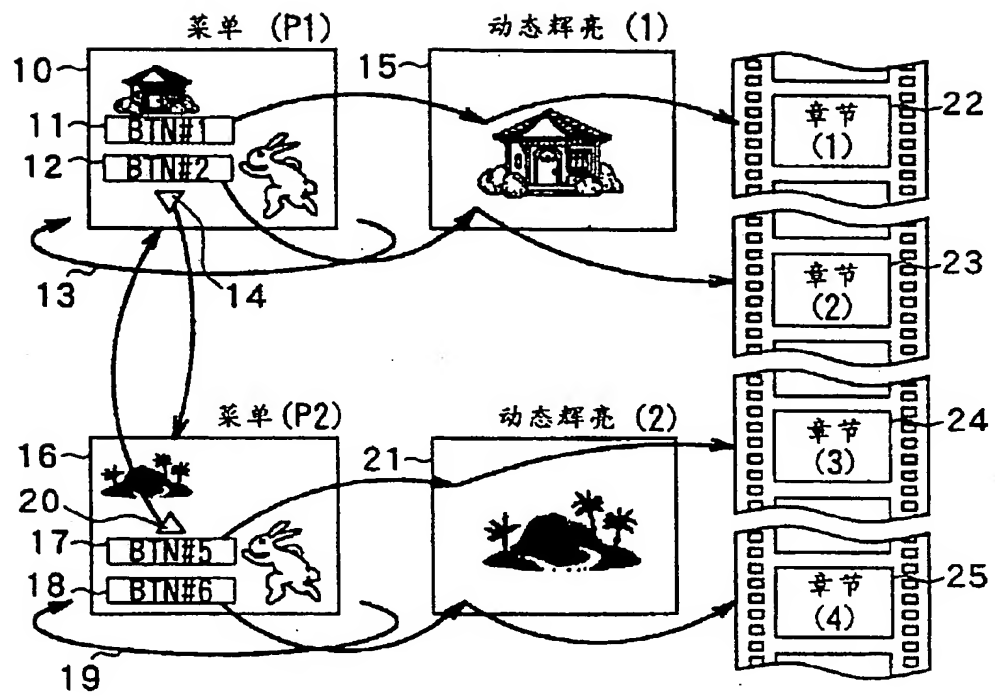 菜单 (P1)
动态辉亮 (1)
10
15
22
11
BTN#1
章节
(1)
12
BTN#2
13
14
23
章节
(2)
菜单(P2)
动态辉亮 (2)
24
章节
(3)
16
21
20
17
BTN#5
18
BTN#6
25
章节
(4)
19